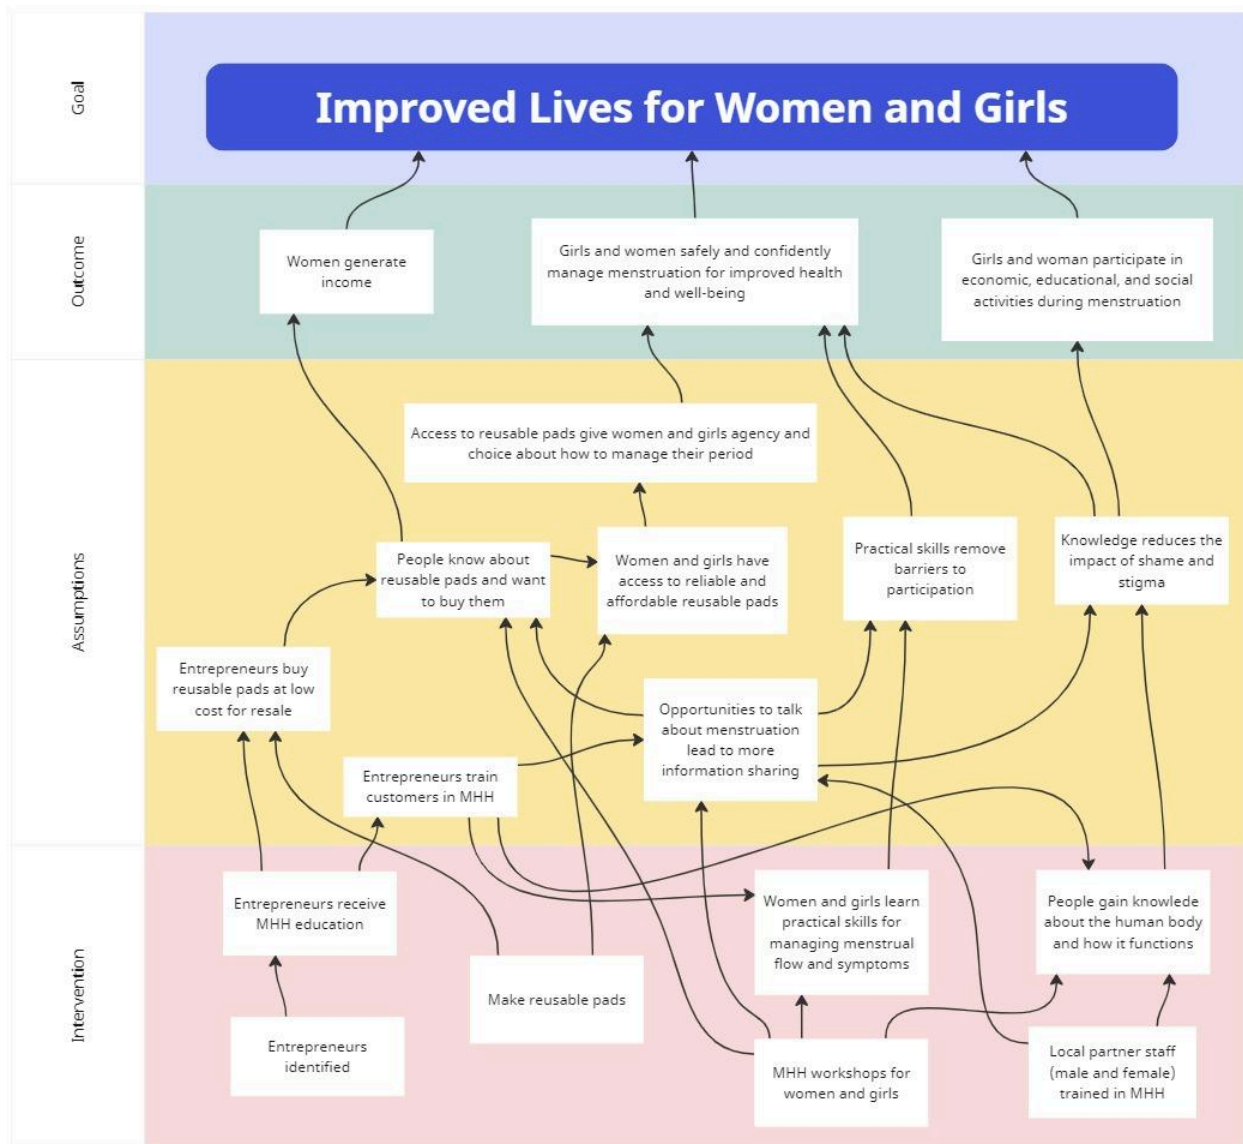 Goal
Improved Lives for Women and Girls
Outcome
Women generate
income
Girls and women safely and confidently
manage menstruation for improved health
and well-being
Girls and woman participate in
economic, educational, and social
activities during menstruation
Assumptions
Access to reusable pads give women and girls agency and
choice about how to manage their period
People know about
reusable pads and want
to buy them
Women and girls have
access to reliable and
affordable reusable pads
Practical skills remove
barriers to
participation
Knowledge reduces the
impact of shame and
stigma
Entrepreneurs buy
reusable pads at low
cost for resale
Opportunities to talk
about menstruation
lead to more
information sharing
Entrepreneurs train
customers in MHH
Intervention
Entrepreneurs receive
MHH education
Women and girls learn
practical skills for
managing menstrual
flow and symptoms
People gain knowlede
about the human body
and how it functions
Make reusable pads
Entrepreneurs
identified
MHH workshops for
women and girls
Local partner staff
(male and female)
trained in MHH